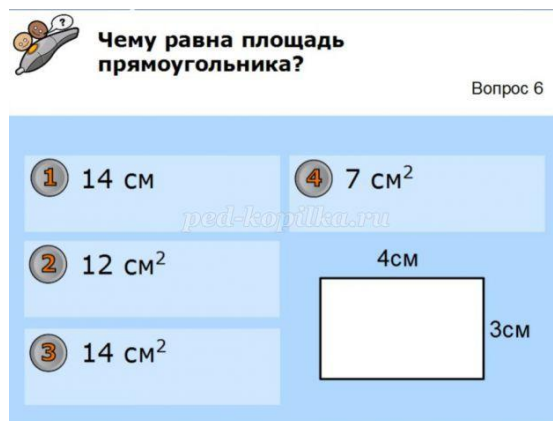 ?
Чему равна площадь
прямоугольника?
Вопрос 6
1 14 см
4 7 см²
ped-kopilka.ru
2 12 см²
4см
3см
3 14 см²